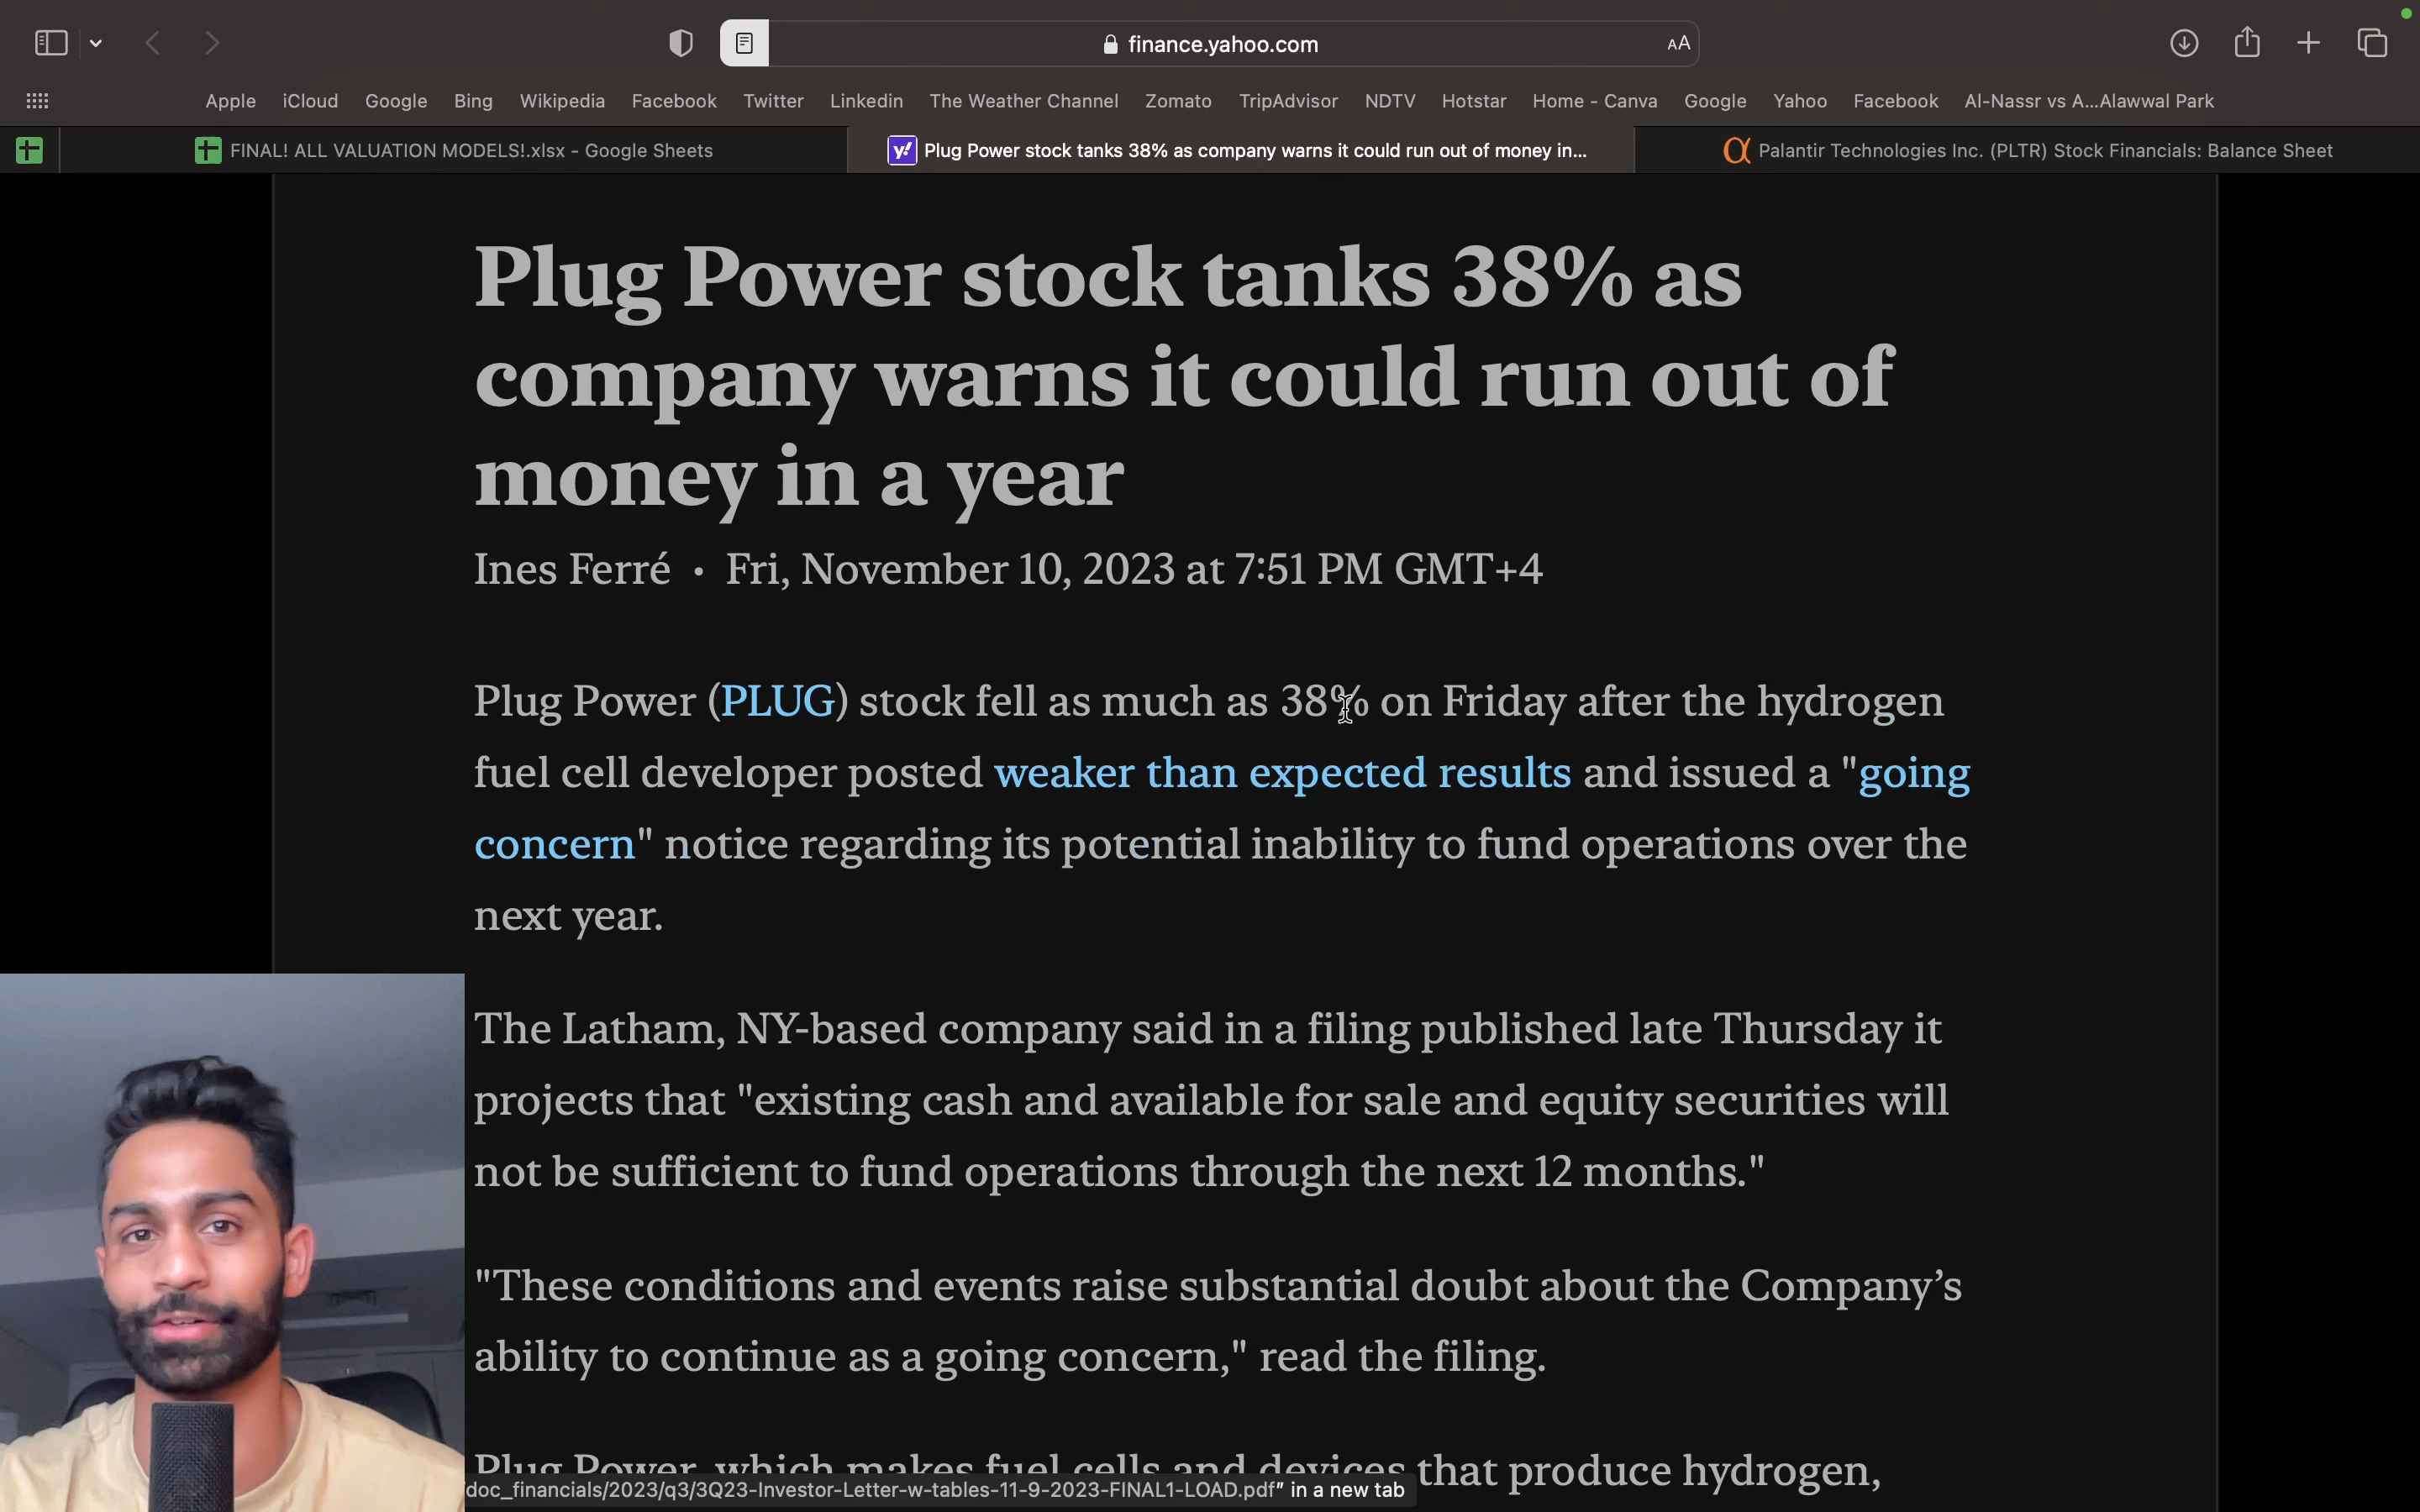 finance.yahoo.com
AA
Apple iCloud Google Bing Wikipedia Facebook Twitter Linkedin The Weather Channel Zomato TripAdvisor NDTV Hotstar Home - Canva Google Yahoo Facebook Al-Nassr vs A...Alawwal Park
FINAL! ALL VALUATION MODELS!.xlsx - Google Sheets
y! Plug Power stock tanks 38% as company warns it could run out of money in...
Palantir Technologies Inc. (PLTR) Stock Financials: Balance Sheet
Plug Power stock tanks 38% as
company warns it could run out of
money in a year
Ines Ferré • Fri, November 10, 2023 at 7:51 PM GMT+4
Plug Power (PLUG) stock fell as much as 38% on Friday after the hydrogen
fuel cell developer posted weaker than expected results and issued a "going
concern" notice regarding its potential inability to fund operations over the
next year.
The Latham, NY-based company said in a filing published late Thursday it
projects that "existing cash and available for sale and equity securities will
not be sufficient to fund operations through the next 12 months."
"These conditions and events raise substantial doubt about the Company’s
ability to continue as a going concern," read the filing.
Plug Power, which makes fuel cells and devices that produce hydrogen,
/doc_financials/2023/q3/3Q23-Investor-Letter-w-tables-11-9-2023-FINAL1-LOAD.pdf” in a new tab